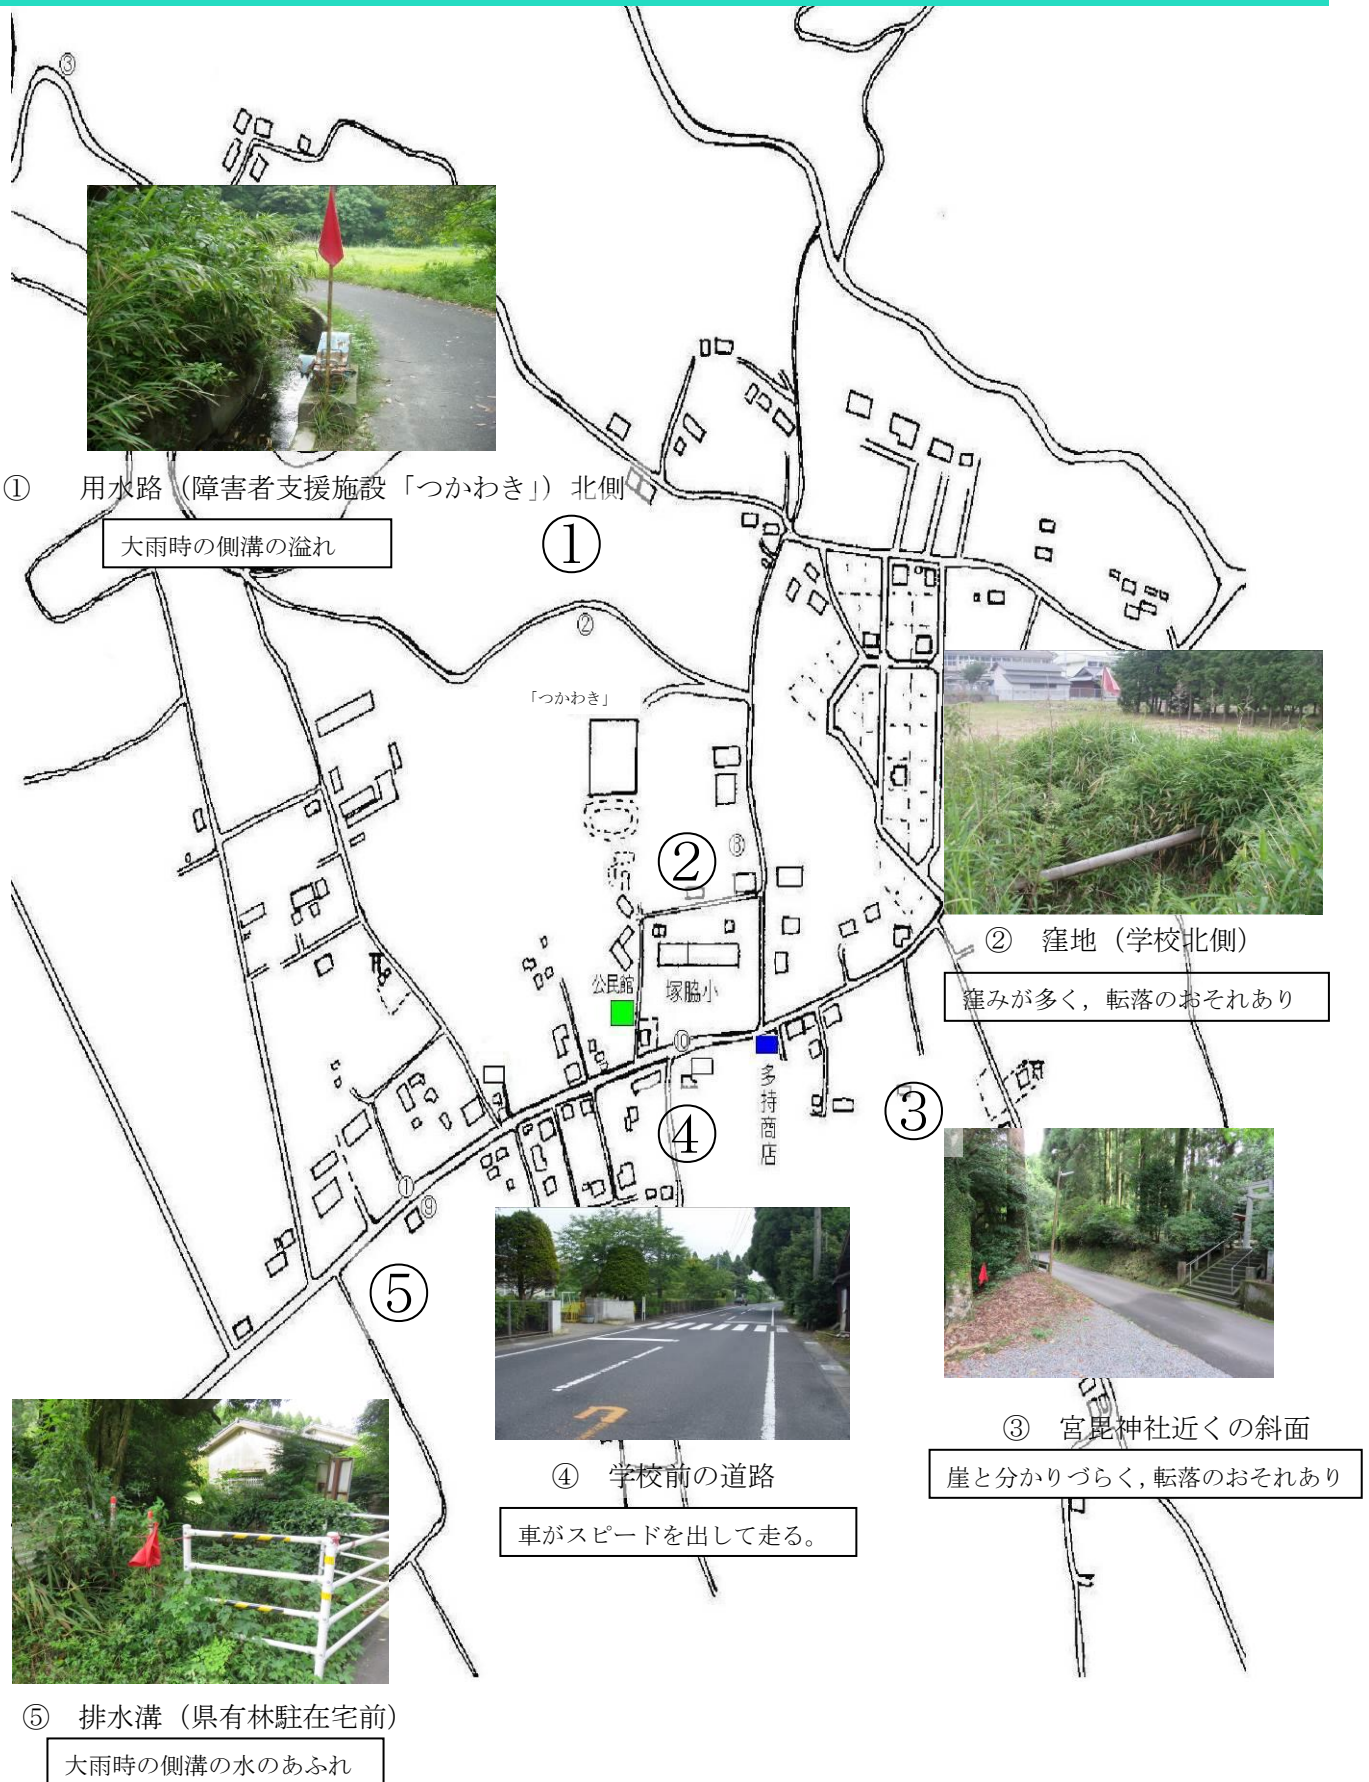 ③
① 用水路（障害者支援施設「つかわき」）北側
大雨時の側溝の溢れ
①
②
「つかわき」
②
⑧
② 窪地（学校北側）
窪みが多く，転落のおそれあり
公民館
塚脇小
⑩
多持商店
③
④
①
⑨
⑤
③ 宮毘神社近くの斜面
崖と分かりづらく，転落のおそれあり
④ 学校前の道路
車がスピードを出して走る。
⑤ 排水溝（県有林駐在宅前）
大雨時の側溝の水のあふれ